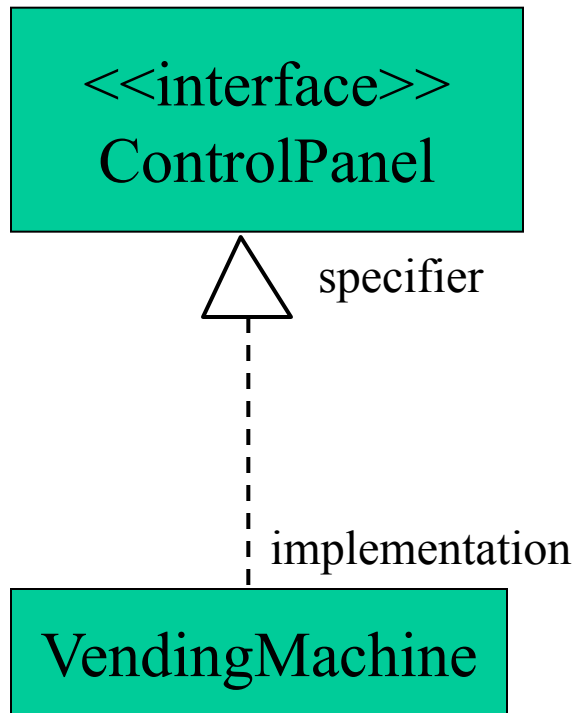 <<interface>>
ControlPanel
specifier
implementation
VendingMachine